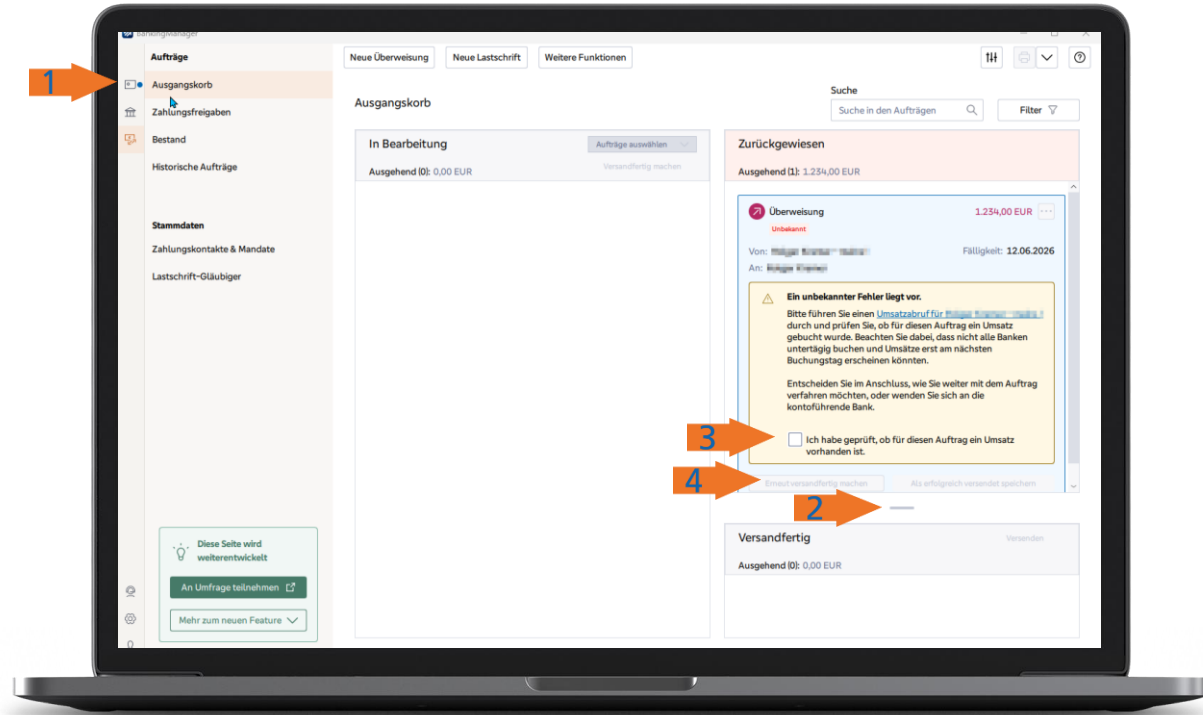 BankingManager
Aufträge
Ausgangskorb
Zahlungsfreigaben
Bestand
Historische Aufträge
Stammdaten
Zahlungskontakte & Mandate
Lastschrift-Gläubiger
Diese Seite wird
weiterentwickelt
An Umfrage teilnehmen
Mehr zum neuen Feature
Neue Überweisung
Neue Lastschrift
Weitere Funktionen
Ausgangskorb
Suche
Suche in den Aufträgen
Filter
In Bearbeitung
Aufträge auswählen
Ausgehend (0): 0,00 EUR
Versandfertig machen
Zurückgewiesen
Ausgehend (1): 1.234,00 EUR
Überweisung
1.234,00 EUR
Unbekannt
Von:
Fälligkeit: 12.06.2026
An:
Ein unbekannter Fehler liegt vor.
Bitte führen Sie einen Umsatzabruf für
durch und prüfen Sie, ob für diesen Auftrag ein Umsatz
gebucht wurde. Beachten Sie dabei, dass nicht alle Banken
untertägig buchen und Umsätze erst am nächsten
Buchungstag erscheinen könnten.
Entscheiden Sie im Anschluss, wie Sie weiter mit dem Auftrag
verfahren möchten, oder wenden Sie sich an die
kontoführende Bank.
Ich habe geprüft, ob für diesen Auftrag ein Umsatz
vorhanden ist.
Erneut versandfertig machen
Als erfolgreich versendet speichern
Versandfertig
Versenden
Ausgehend (0): 0,00 EUR
1
3
4
2